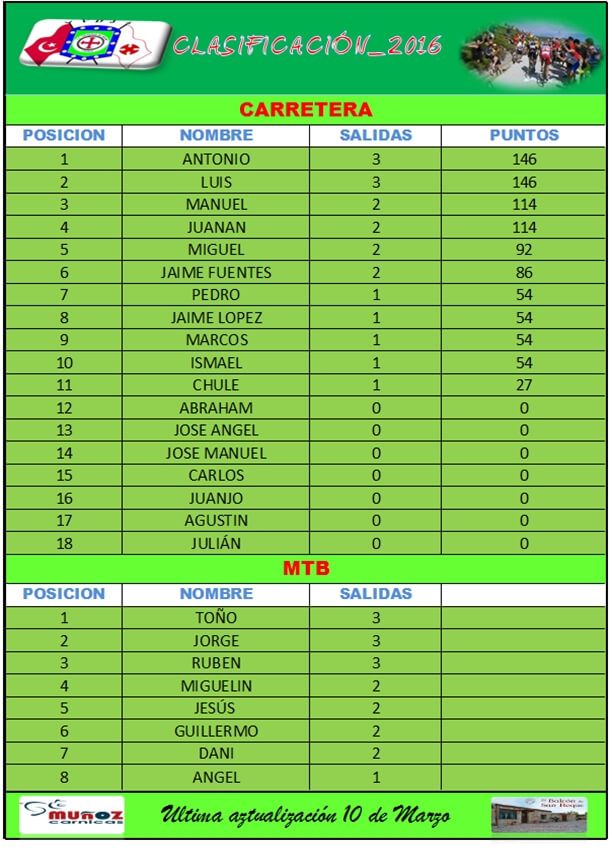 CLASIFICACIÓN_2016
CARRETERA
POSICION NOMBRE SALIDAS PUNTOS
1 ANTONIO 3 146
2 LUIS 3 146
3 MANUEL 2 114
4 JUANAN 2 114
5 MIGUEL 2 92
6 JAIME FUENTES 2 86
7 PEDRO 1 54
8 JAIME LOPEZ 1 54
9 MARCOS 1 54
10 ISMAEL 1 54
11 CHULE 1 27
12 ABRAHAM 0 0
13 JOSE ANGEL 0 0
14 JOSE MANUEL 0 0
15 CARLOS 0 0
16 JUANJO 0 0
17 AGUSTIN 0 0
18 JULIÁN 0 0
MTB
POSICION NOMBRE SALIDAS
1 TOÑO 3
2 JORGE 3
3 RUBEN 3
4 MIGUELIN 2
5 JESÚS 2
6 GUILLERMO 2
7 DANI 2
8 ANGEL 1
MUÑOZ
carnicas
Ultima aztualización 10 de Marzo
Balcón de
San Roque